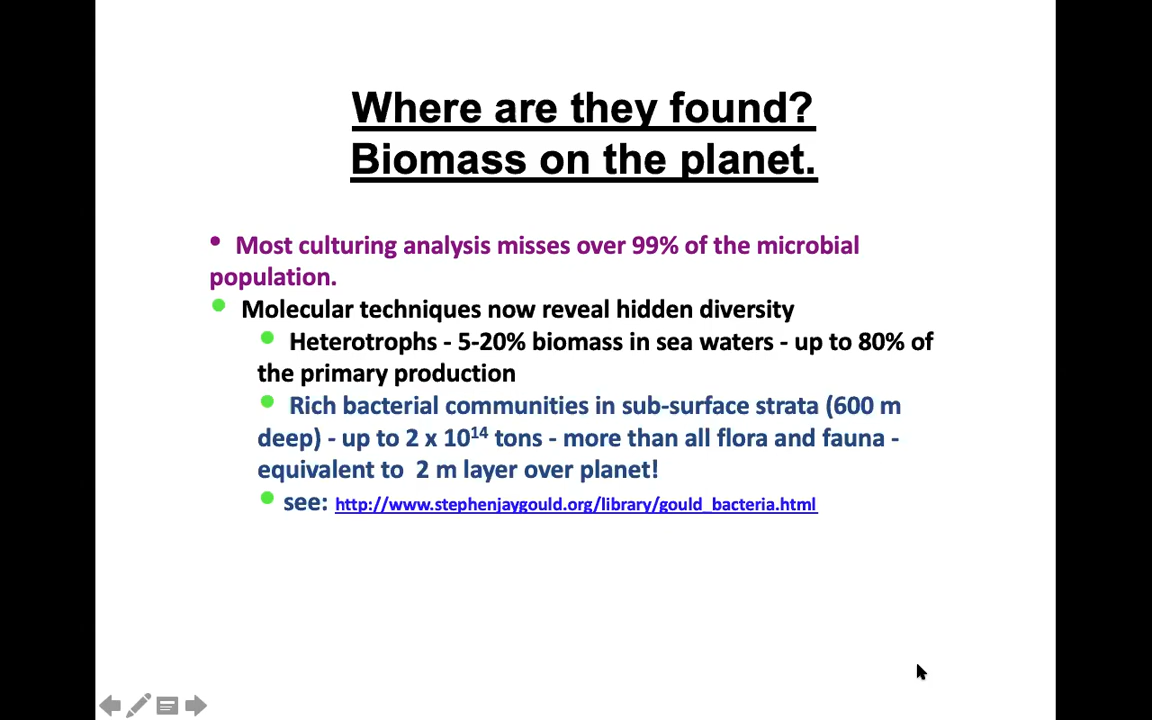 Where are they found?
Biomass on the planet.
• Most culturing analysis misses over 99% of the microbial
population.
• Molecular techniques now reveal hidden diversity
• Heterotrophs - 5-20% biomass in sea waters - up to 80% of
the primary production
• Rich bacterial communities in sub-surface strata (600 m
deep) - up to 2 x 10¹⁴ tons - more than all flora and fauna -
equivalent to 2 m layer over planet!
• see: http://www.stephenjaygould.org/library/gould_bacteria.html